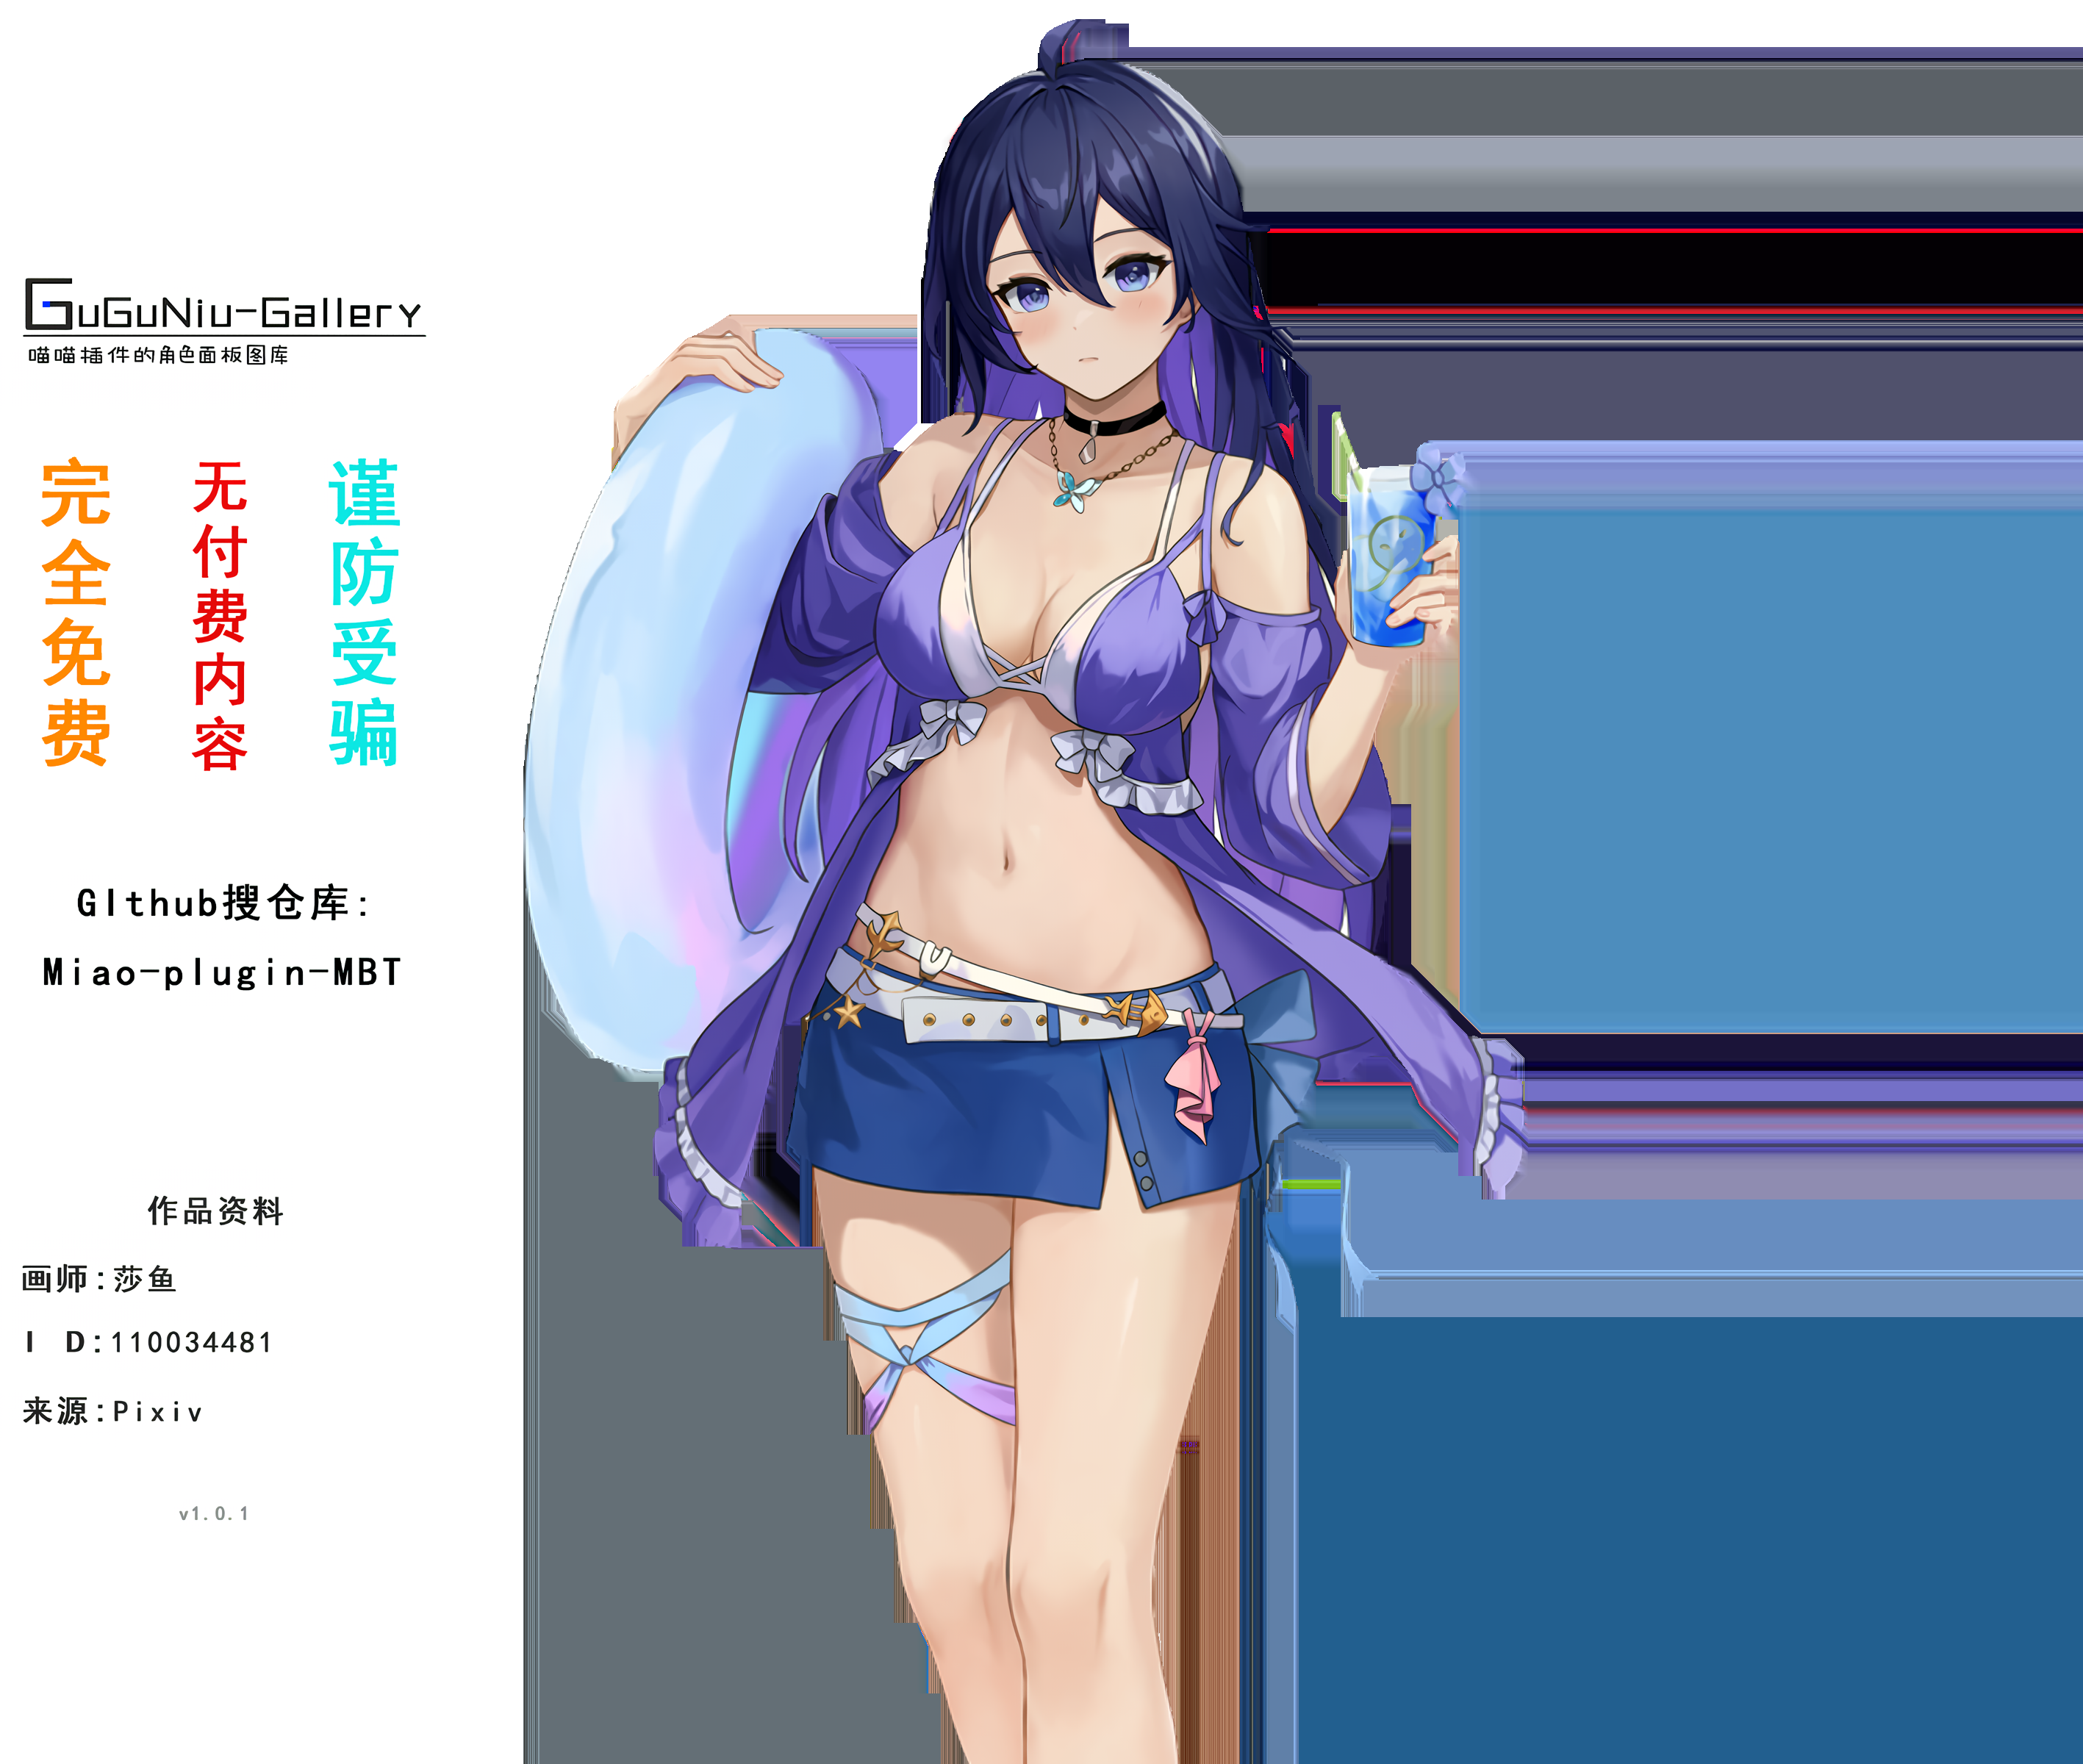 GuGuNiu-Gallery
喵喵插件的角色面板图库
完全免费
无付费内容
谨防受骗
GIthub搜仓库:
Miao-plugin-MBT
作品资料
画师:莎鱼
I D:110034481
来源:Pixiv
v1.0.1